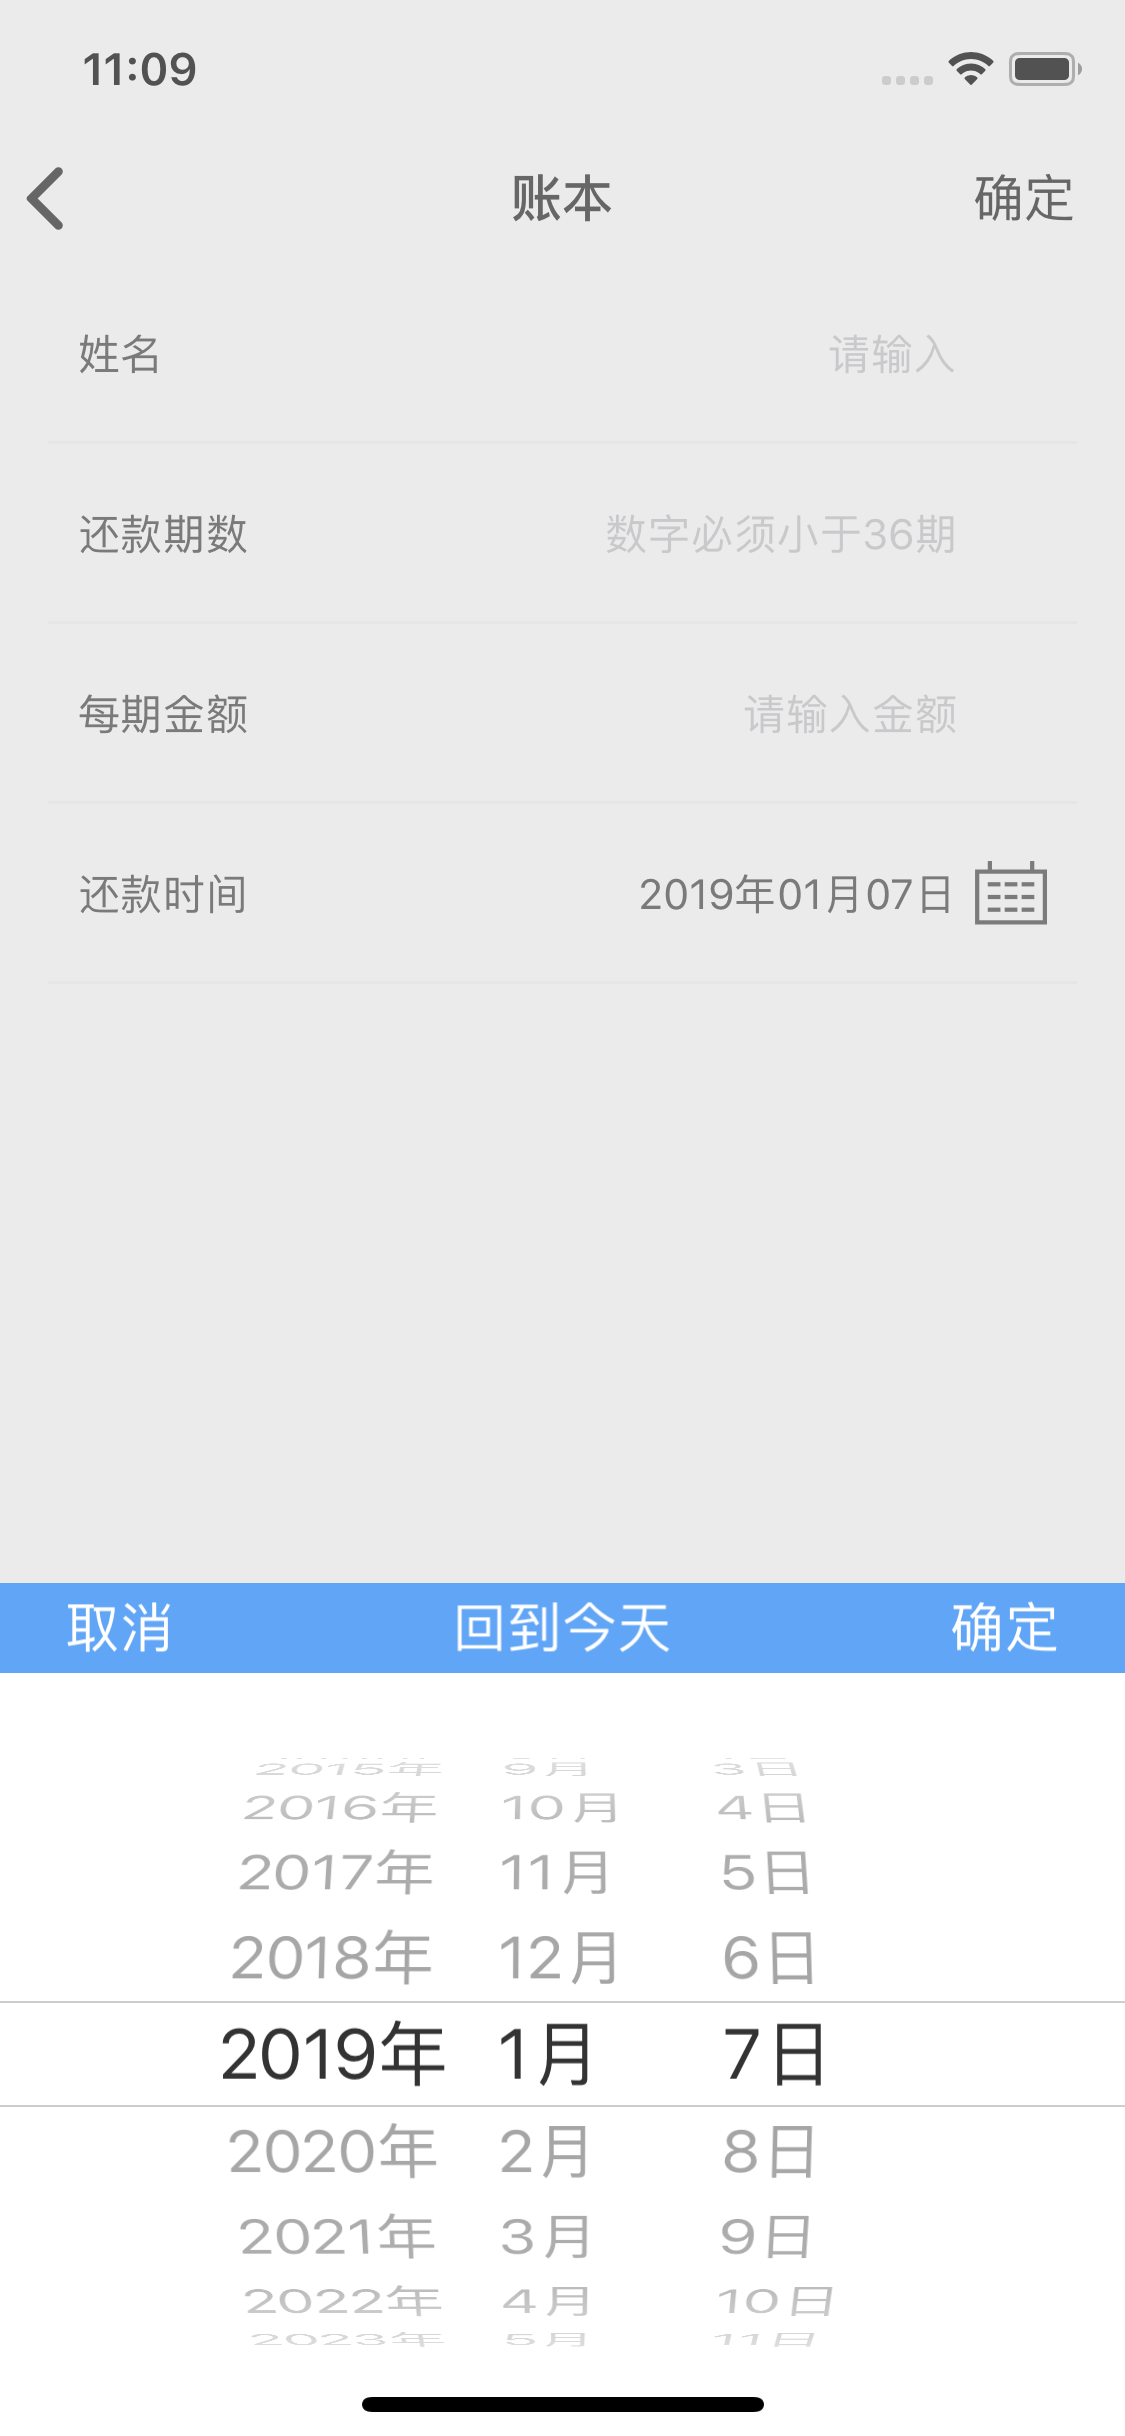 11:09
账本 确定
姓名 请输入
还款期数 数字必须小于36期
每期金额 请输入金额
还款时间 2019年01月07日
取消 回到今天 确定
2015年 9月 3日
2016年 10月 4日
2017年 11月 5日
2018年 12月 6日
2019年 1月 7日
2020年 2月 8日
2021年 3月 9日
2022年 4月 10日
2023年 5月 11日